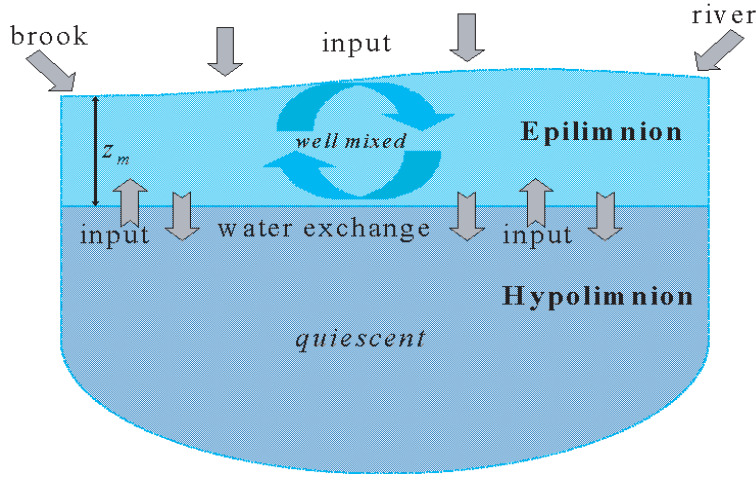 brook
input
river
well mixed
Epilimnion
z_m
input
water exchange
input
Hypolimnion
quiescent